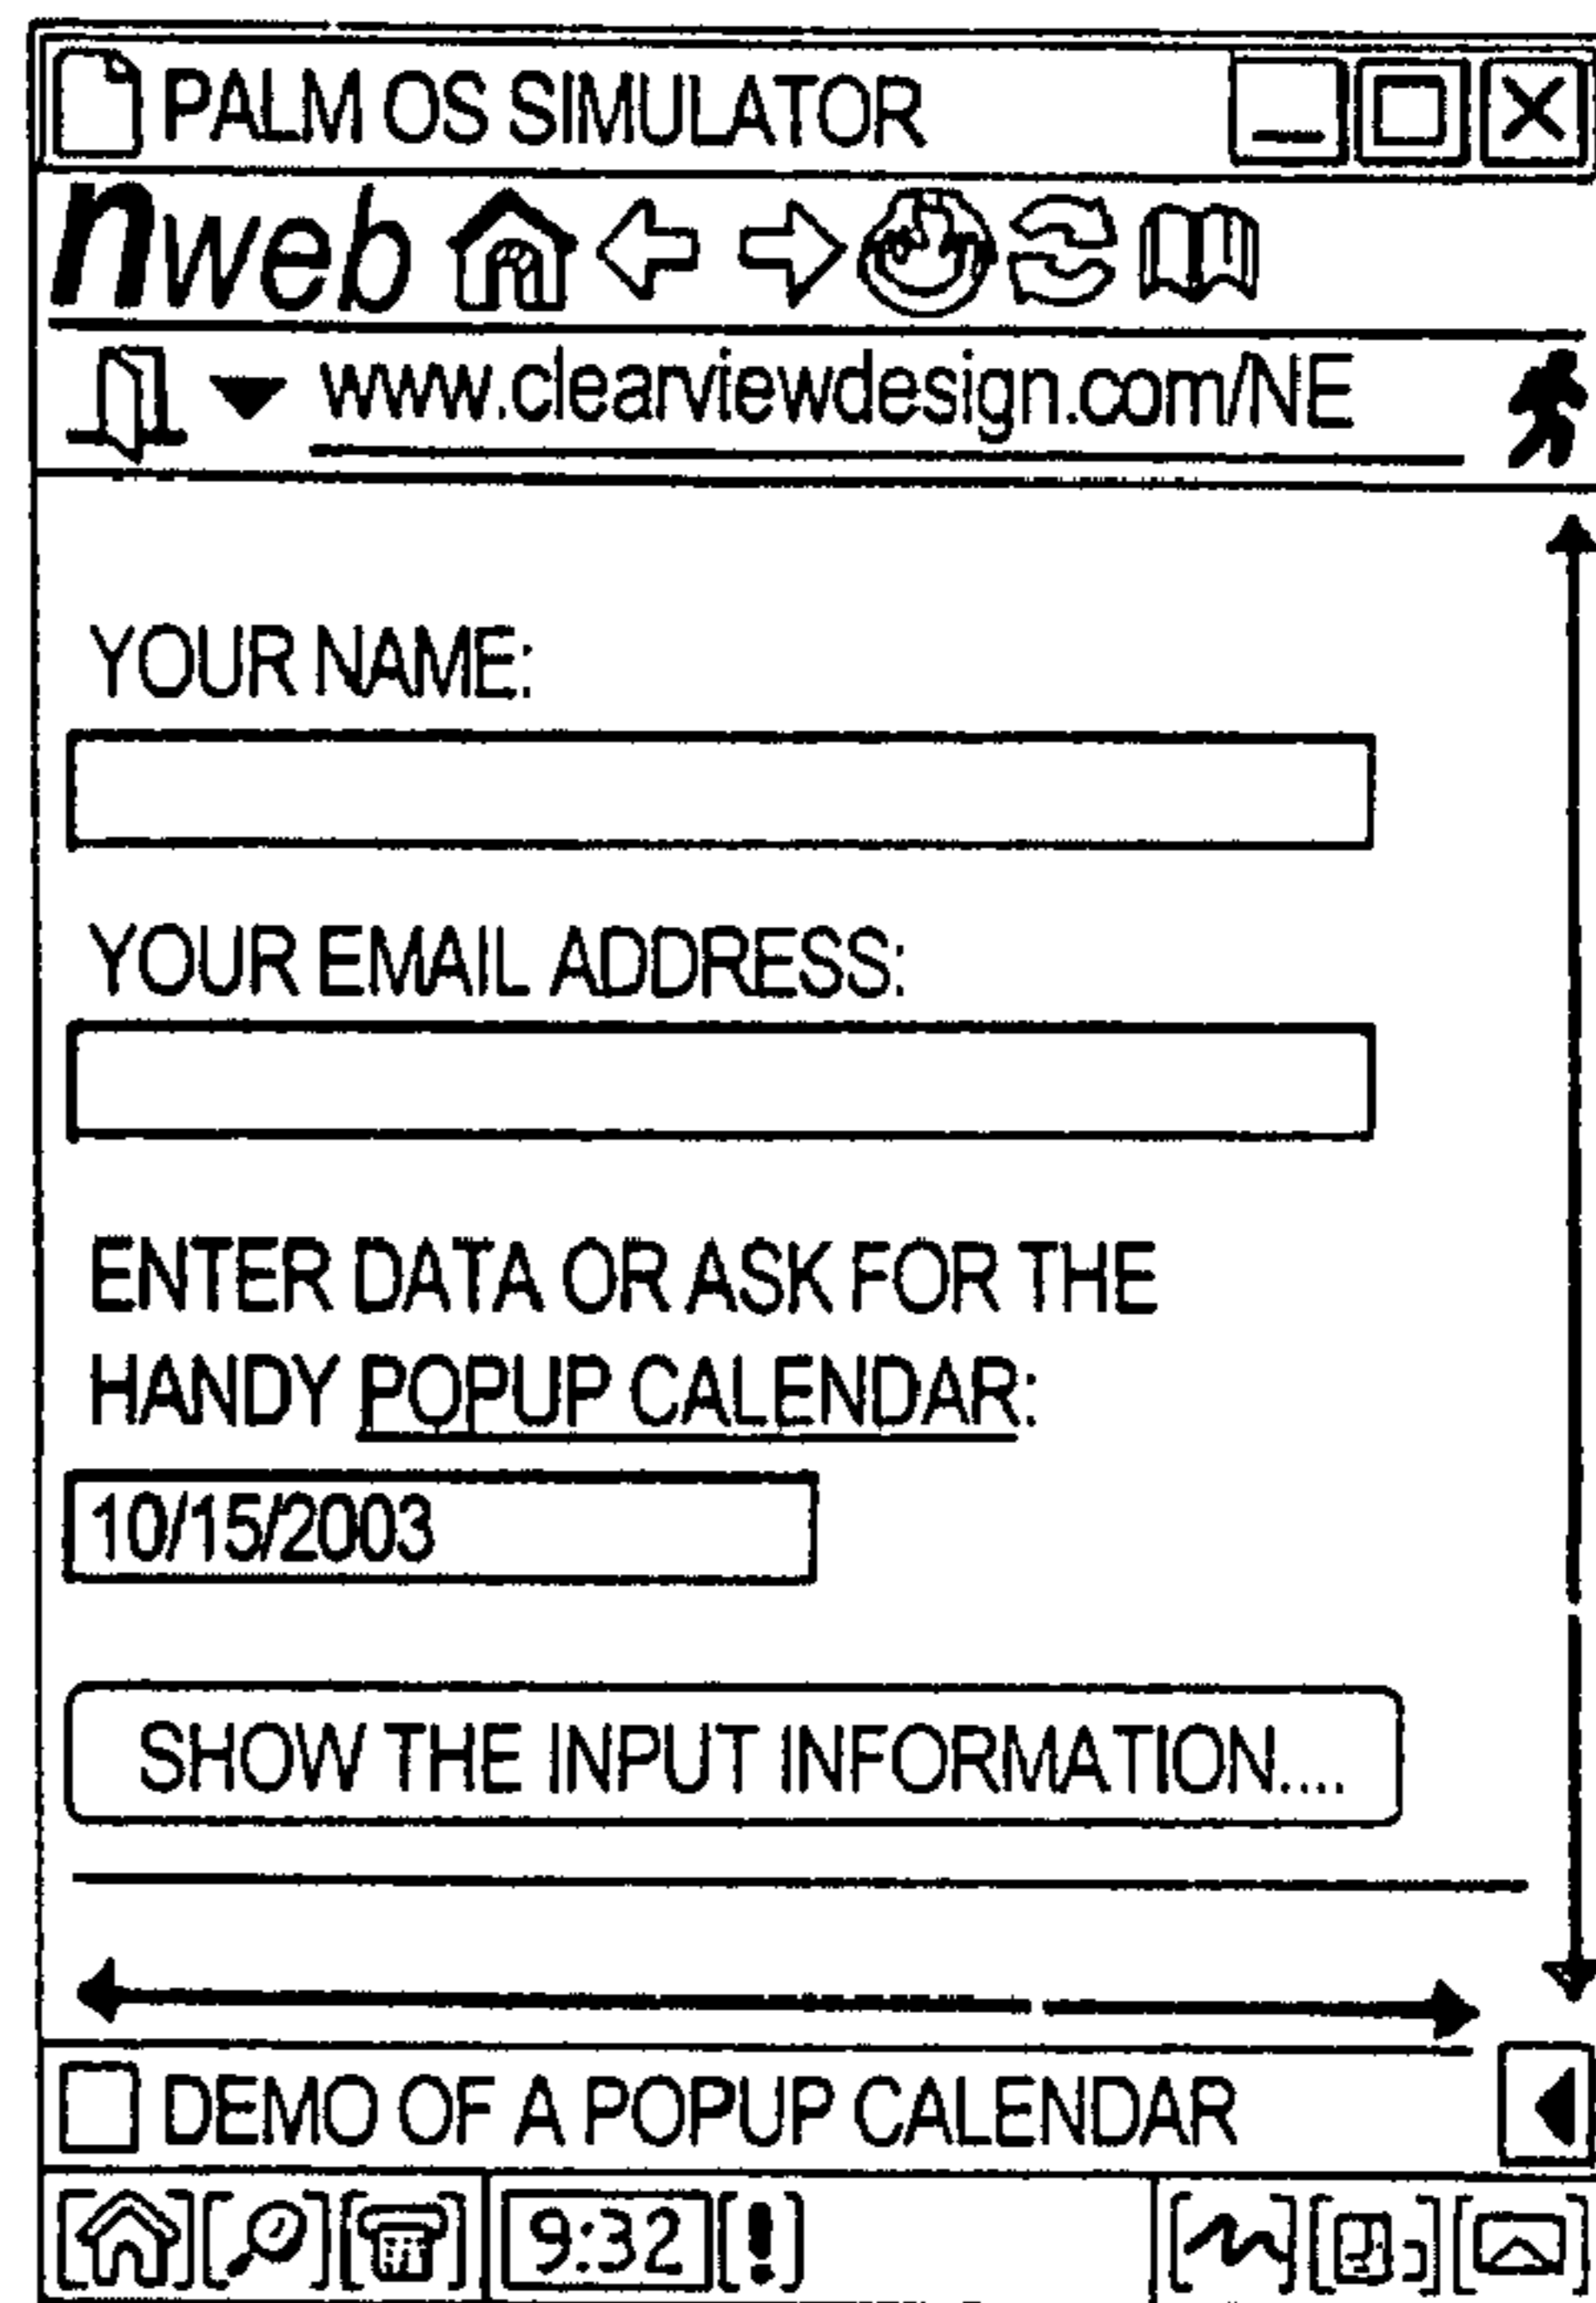 PALM OS SIMULATOR
nweb
www.clearviewdesign.com/NE
YOUR NAME:
YOUR EMAIL ADDRESS:
ENTER DATA OR ASK FOR THE
HANDY POPUP CALENDAR:
10/15/2003
SHOW THE INPUT INFORMATION....
DEMO OF A POPUP CALENDAR
9:32 [!]